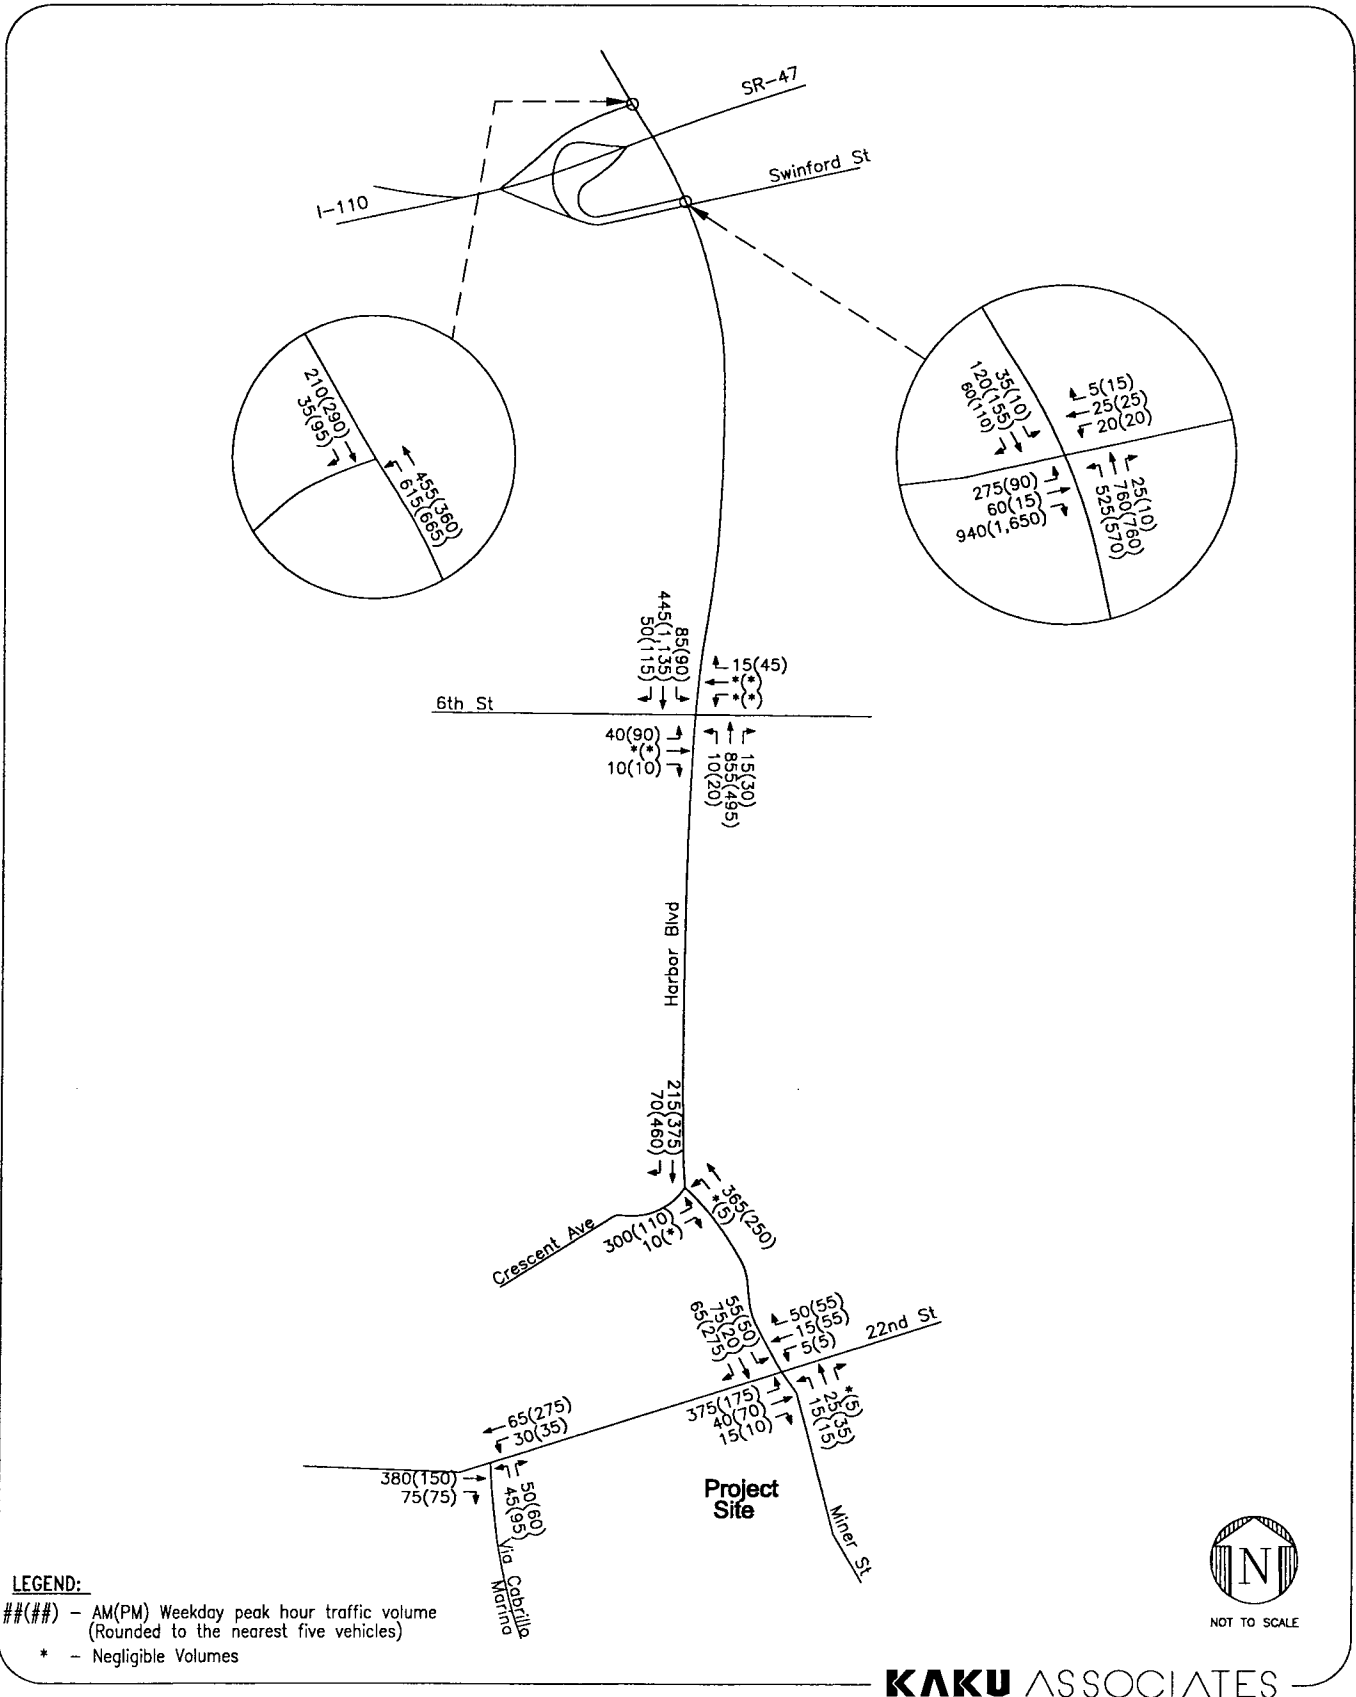 SR-47
Swinford St
I-110
210(290)
35(95)
455(360)
615(665)
35(10)
120(155)
60(110)
5(15)
25(25)
20(20)
275(90)
60(15)
940(1,650)
25(10)
760(760)
525(570)
85(90)
445(1,135)
50(115)
15(45)
*(*)
*(*)
6th St
40(90)
*(*)
10(10)
15(30)
855(495)
10(20)
Harbor Blvd
215(375)
70(460)
365(250)
*(5)
Crescent Ave
300(110)
10(*)
55(50)
75(20)
65(275)
50(55)
15(55)
5(5)
22nd St
375(175)
40(70)
15(10)
*(5)
25(35)
15(15)
65(275)
30(35)
380(150)
75(75)
50(60)
45(95)
Via Cabrillo
Marina
Project
Site
Miner St
N
NOT TO SCALE
LEGEND:
##(##) - AM(PM) Weekday peak hour traffic volume
(Rounded to the nearest five vehicles)
* - Negligible Volumes
KAKU ASSOCIATES